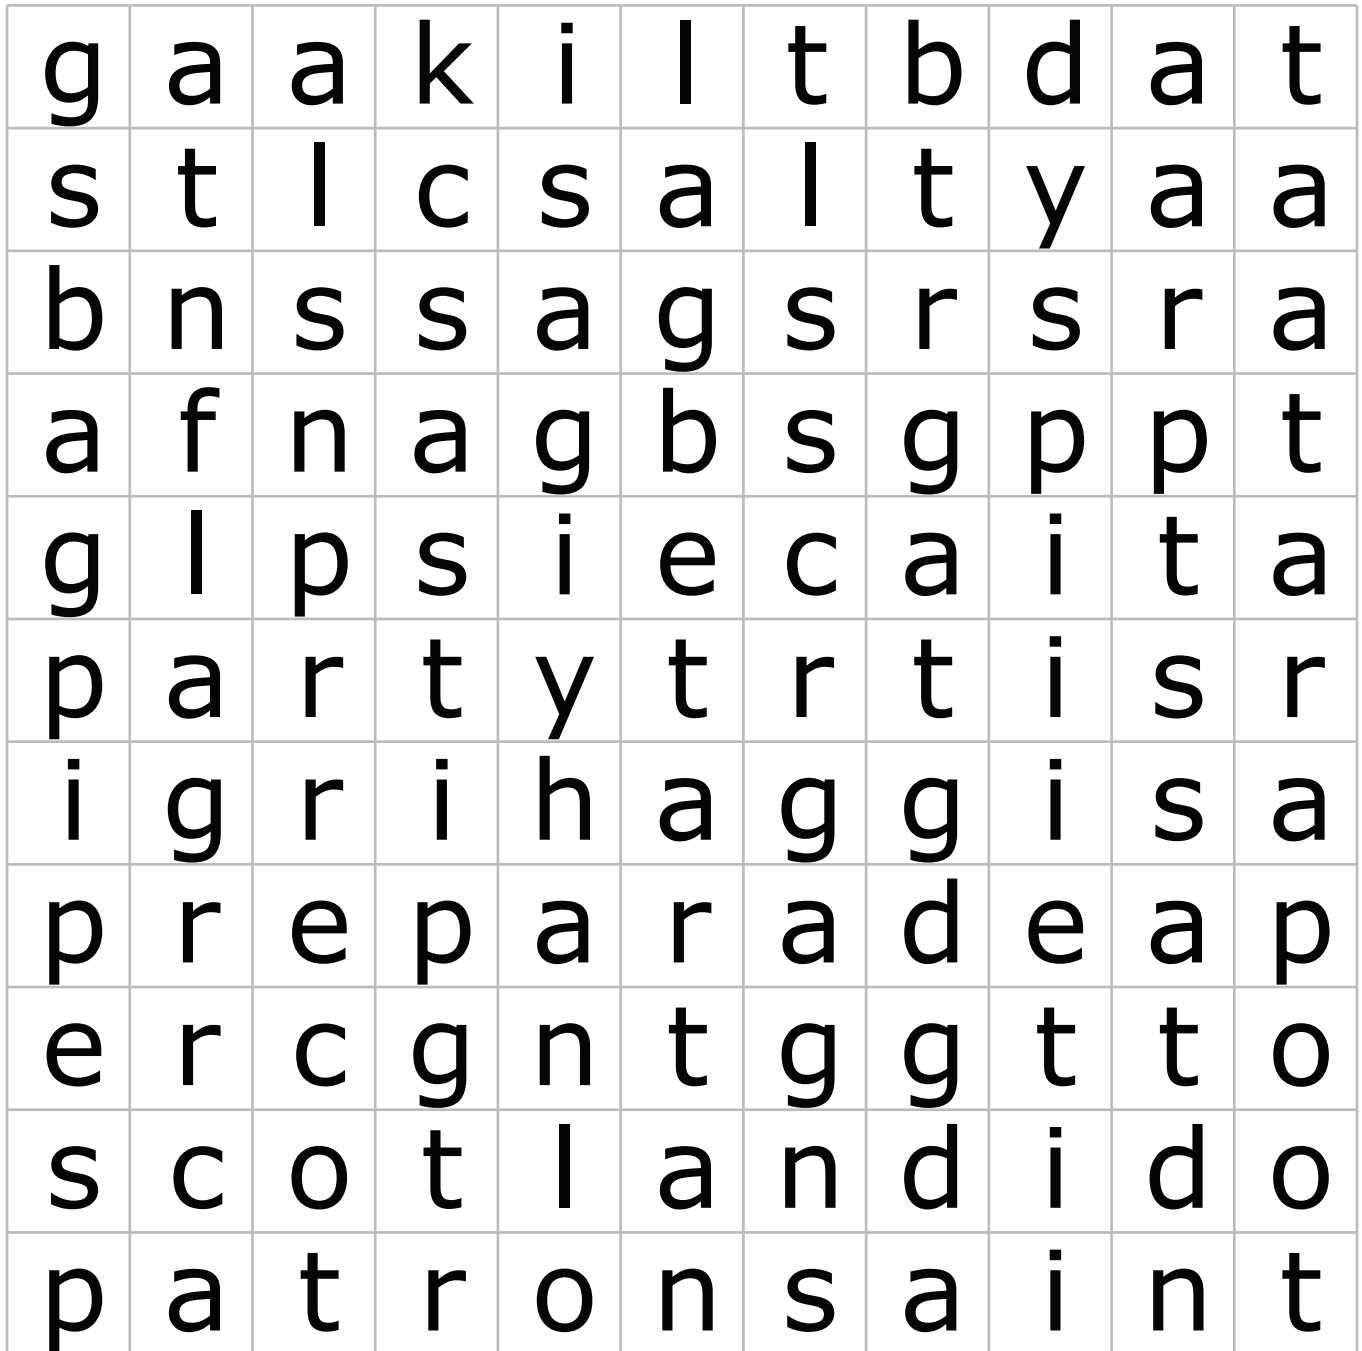 g a a k i l t b d a t
s t l c s a l t y a a
b n s s a g s r s r a
a f n a g b s g p p t
g l p s i e c a i t a
p a r t y t r t i s r
i g r i h a g g i s a
p r e p a r a d e a p
e r c g n t g g t t o
s c o t l a n d i d o
p a t r o n s a i n t